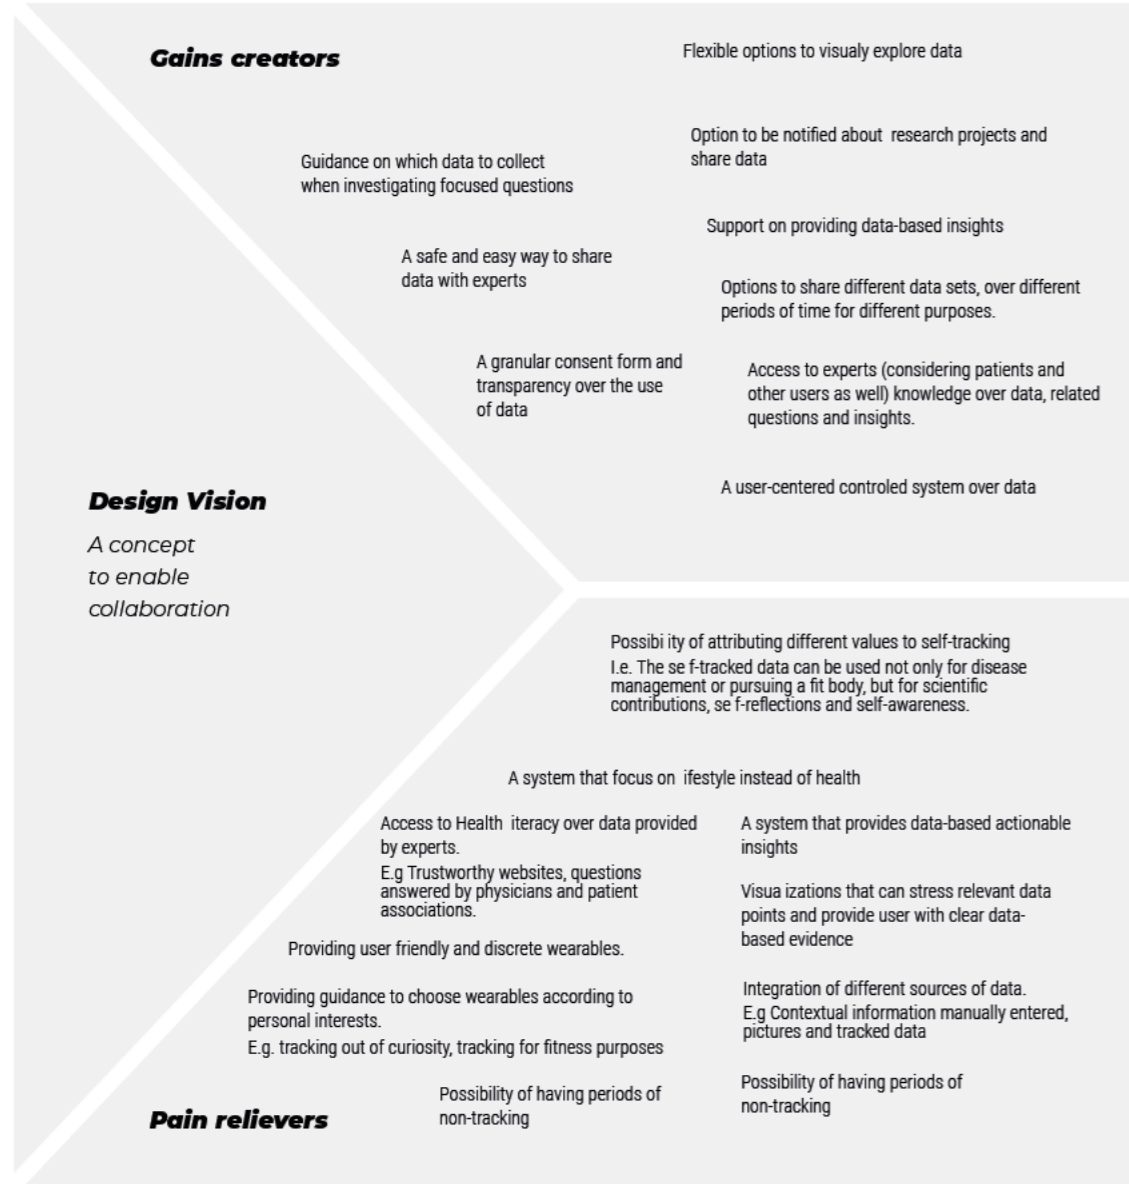 Gains creators
Flexible options to visualy explore data
Option to be notified about research projects and
share data
Guidance on which data to collect
when investigating focused questions
Support on providing data-based insights
A safe and easy way to share
data with experts
Options to share different data sets, over different
periods of time for different purposes.
A granular consent form and
transparency over the use
of data
Access to experts (considering patients and
other users as well) knowledge over data, related
questions and insights.
A user-centered controled system over data
Design Vision
A concept
to enable
collaboration
Possibi ity of attributing different values to self-tracking
I.e. The se f-tracked data can be used not only for disease
management or pursuing a fit body, but for scientific
contributions, se f-reflections and self-awareness.
A system that focus on  ifestyle instead of health
Access to Health  iteracy over data provided
by experts.
E.g Trustworthy websites, questions
answered by physicians and patient
associations.
A system that provides data-based actionable
insights
Visua izations that can stress relevant data
points and provide user with clear data-
based evidence
Providing user friendly and discrete wearables.
Providing guidance to choose wearables according to
personal interests.
E.g. tracking out of curiosity, tracking for fitness purposes
Integration of different sources of data.
E.g Contextual information manually entered,
pictures and tracked data
Possibility of having periods of
non-tracking
Possibility of having periods of
non-tracking
Pain relievers